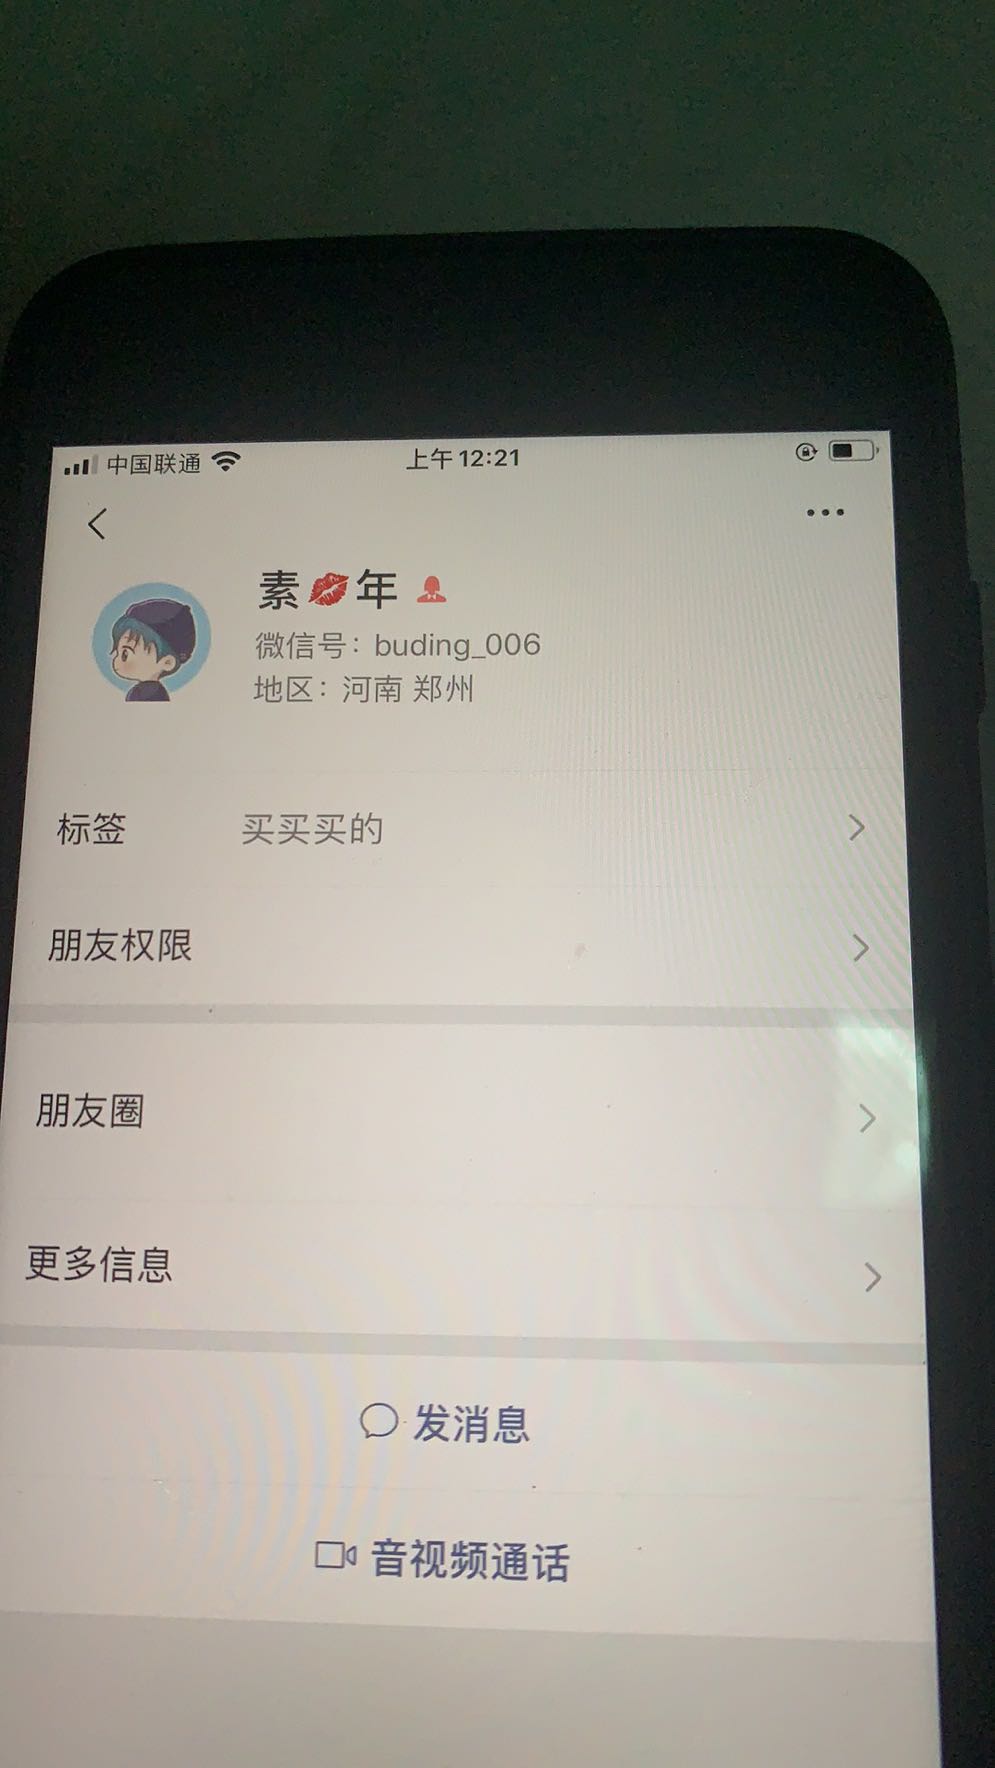 中国联通 上午12:21
素💋年
微信号：buding_006
地区：河南 郑州
标签 买买买的
朋友权限
朋友圈
更多信息
发消息
音视频通话